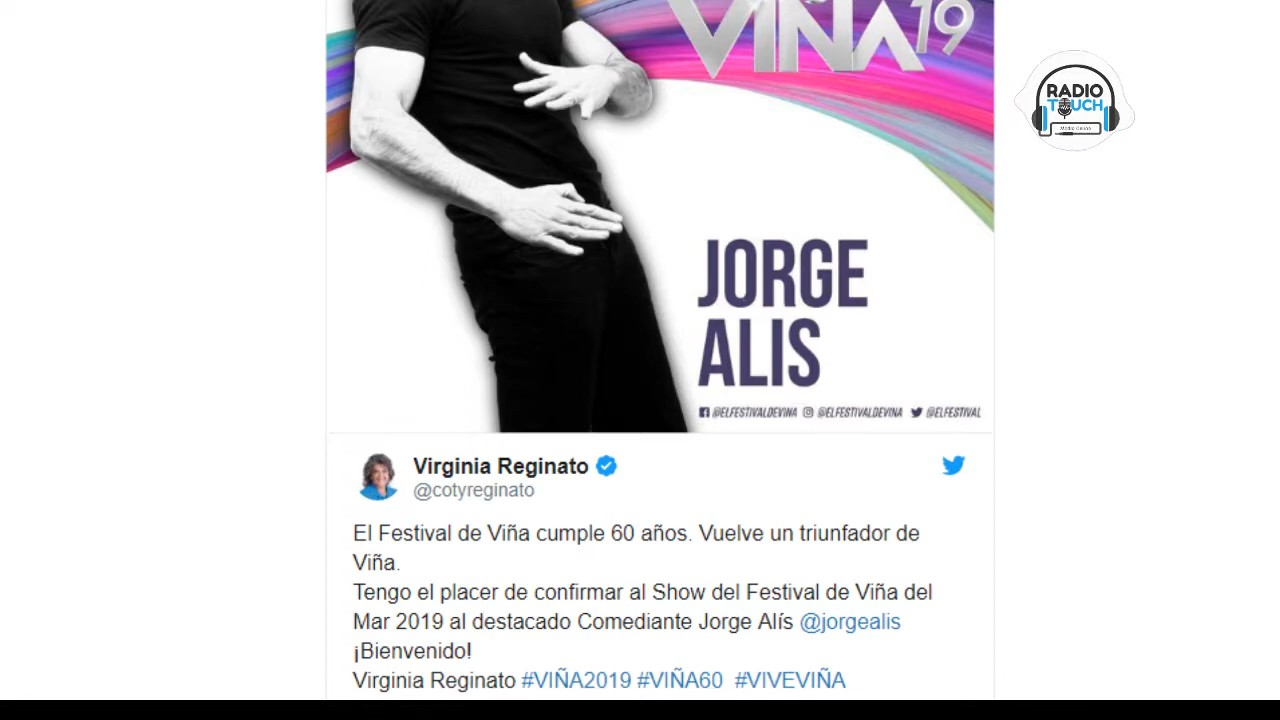 VIÑA19
RADIO
TOUCH
JORGE
ALIS
@ELFESTIVALDEVINA @ELFESTIVALDEVINA @ELFESTIVAL
Virginia Reginato
@cotyreginato
El Festival de Viña cumple 60 años. Vuelve un triunfador de
Viña.
Tengo el placer de confirmar al Show del Festival de Viña del
Mar 2019 al destacado Comediante Jorge Alís @jorgealis
¡Bienvenido!
Virginia Reginato #VIÑA2019 #VIÑA60 #VIVEVIÑA